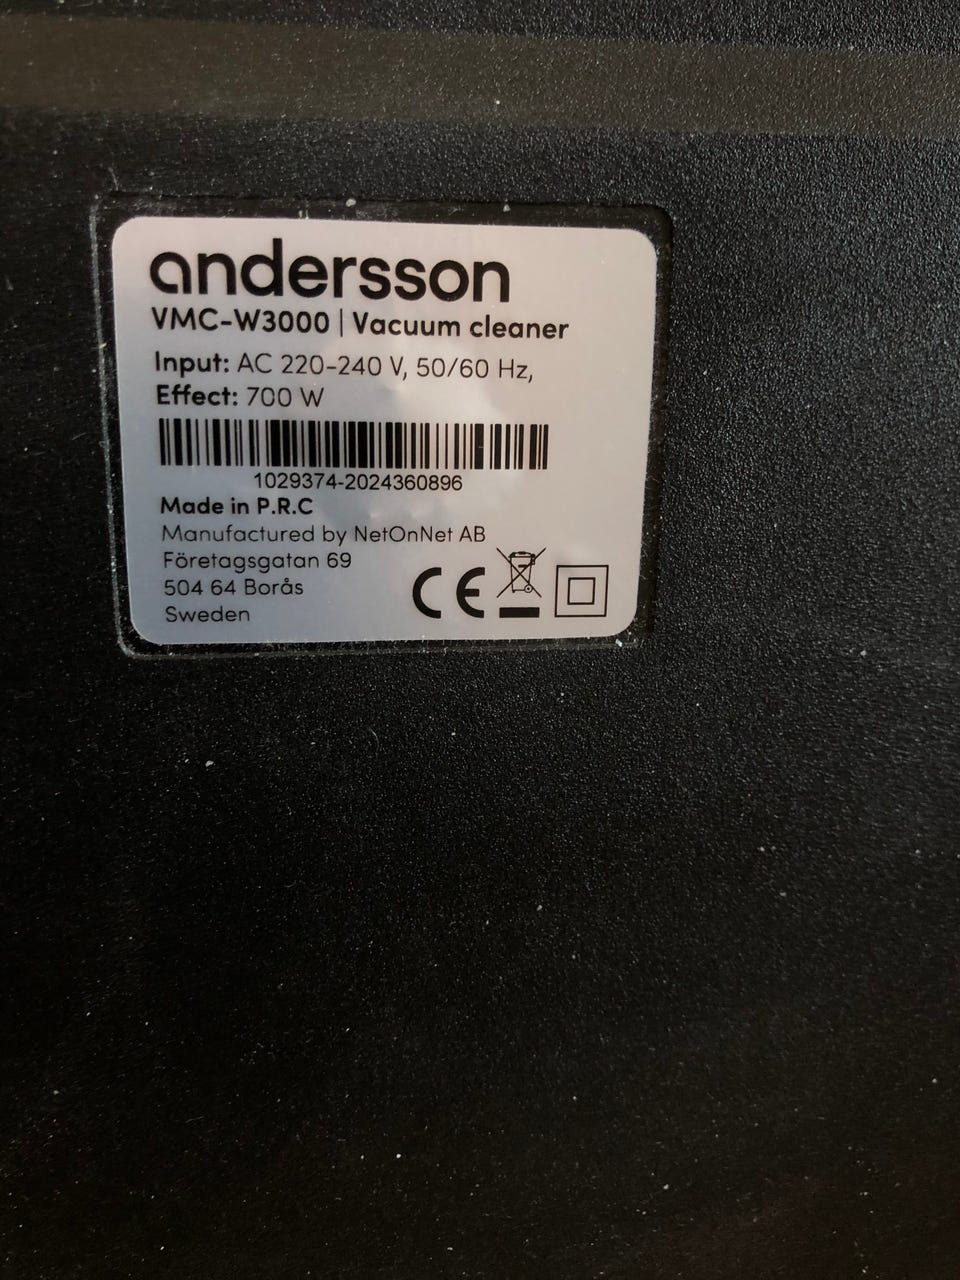 andersson
VMC-W3000 | Vacuum cleaner
Input: AC 220-240 V, 50/60 Hz,
Effect: 700 W
1029374-2024360896
Made in P.R.C
Manufactured by NetOnNet AB
Företagsgatan 69
504 64 Borås
Sweden
CE